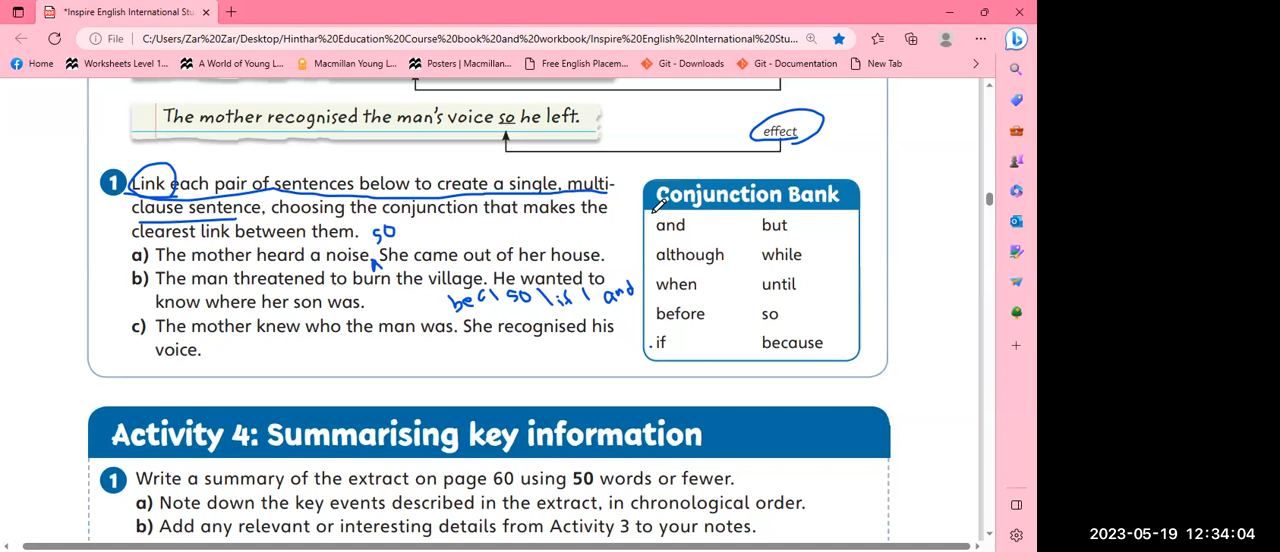 *Inspire English International Stu
File
C:/Users/Zar%20Zar/Desktop/Hinthar%20Education%20Course%20book%20and%20workbook/Inspire%20English%20International%20Stu...
Home
Worksheets Level 1...
A World of Young L...
Macmillan Young L...
Posters | Macmillan...
Free English Placem...
Git - Downloads
Git - Documentation
New Tab
The mother recognised the man's voice so he left.
effect
1 Link each pair of sentences below to create a single, multi-
clause sentence, choosing the conjunction that makes the
clearest link between them.
so
a) The mother heard a noise. She came out of her house.
b) The man threatened to burn the village. He wanted to
know where her son was.
bec \ so \ if \ and
c) The mother knew who the man was. She recognised his
voice.
Conjunction Bank
and but
although while
when until
before so
if because
Activity 4: Summarising key information
1 Write a summary of the extract on page 60 using 50 words or fewer.
a) Note down the key events described in the extract, in chronological order.
b) Add any relevant or interesting details from Activity 3 to your notes.
2023-05-19 12:34:04